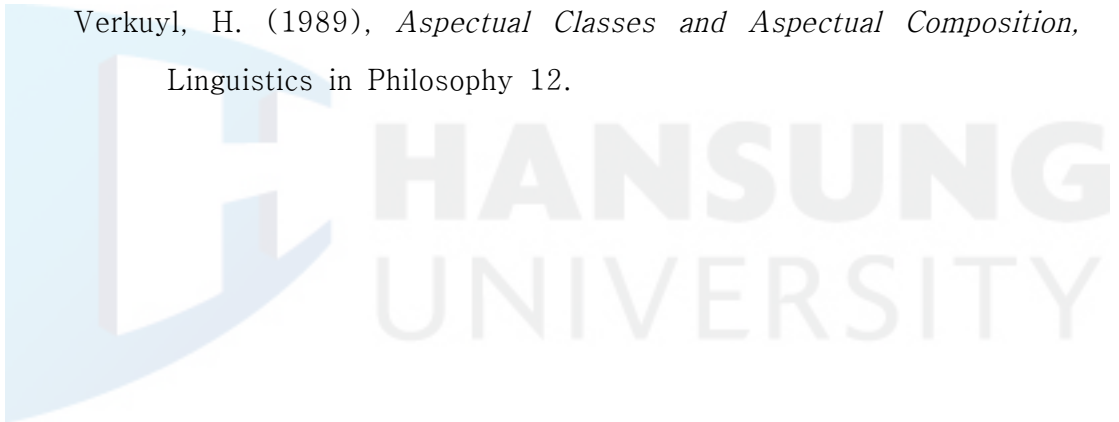 Verkuyl, H. (1989), Aspectual Classes and Aspectual Composition,
Linguistics in Philosophy 12.
HANSUNG
UNIVERSITY